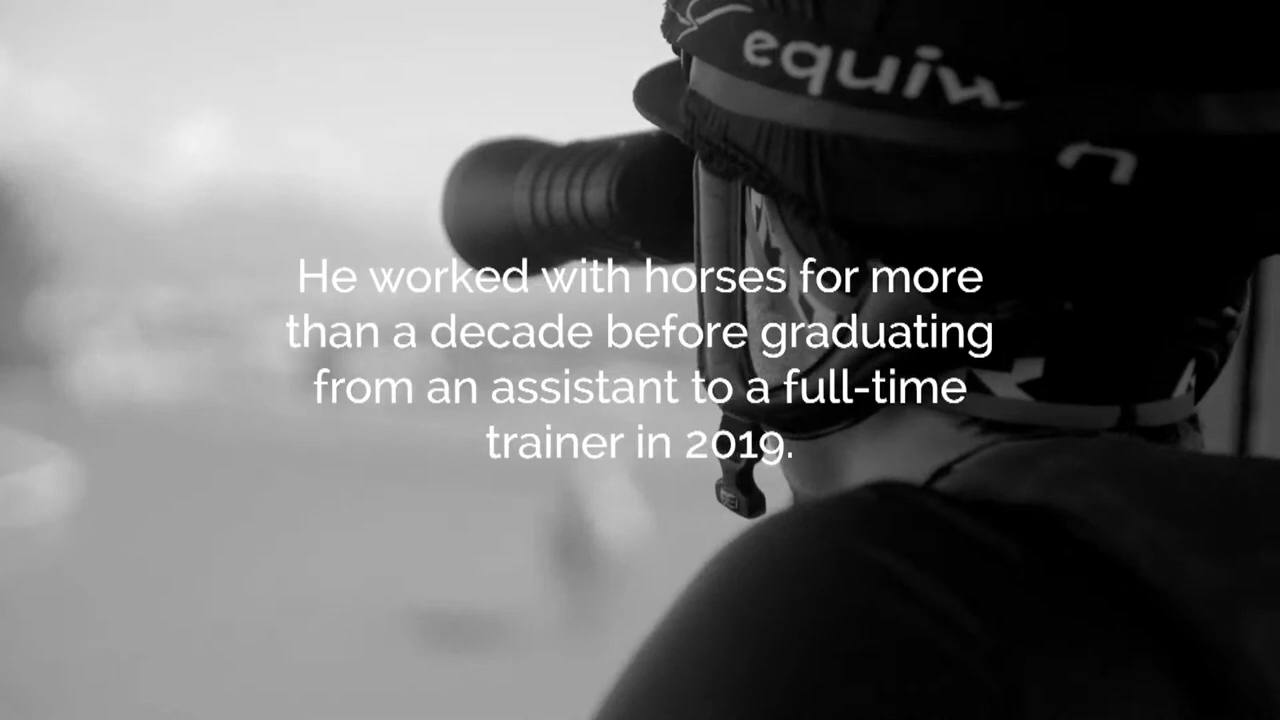 equin
He worked with horses for more
than a decade before graduating
from an assistant to a full-time
trainer in 2019.